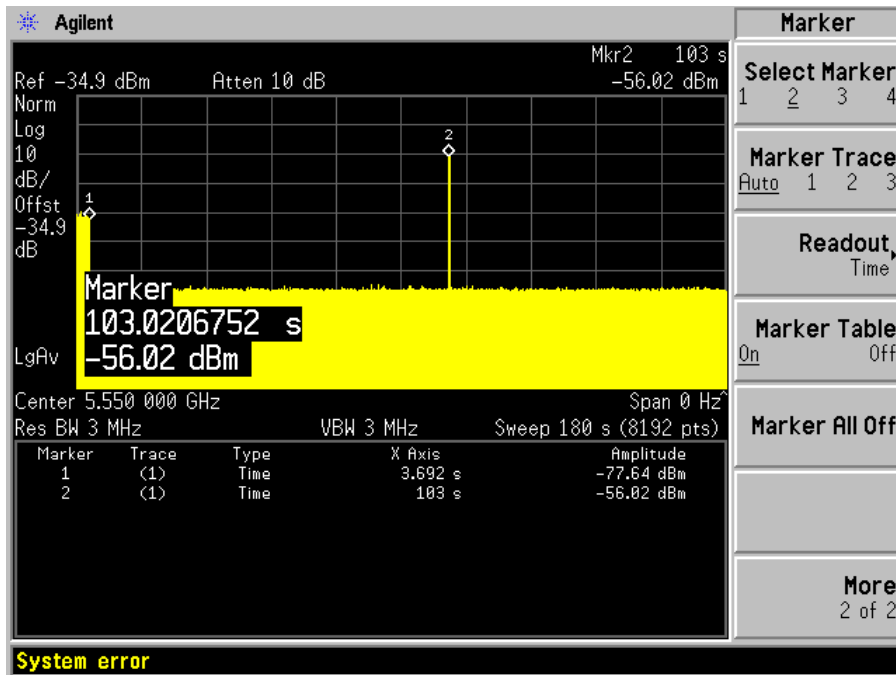 Agilent
Marker
Mkr2 103 s
Ref -34.9 dBm Atten 10 dB -56.02 dBm
Norm
Log
10
dB/
Offst
-34.9
dB
1
2
Marker
103.0206752 s
-56.02 dBm
LgAv
Center 5.550 000 GHz Span 0 Hz^
Res BW 3 MHz VBW 3 MHz Sweep 180 s (8192 pts)
Marker Trace Type X Axis Amplitude
1 (1) Time 3.692 s -77.64 dBm
2 (1) Time 103 s -56.02 dBm
Select Marker
1 2 3 4
Marker Trace
Auto 1 2 3
Readout
Time
Marker Table
On Off
Marker All Off
More
2 of 2
System error